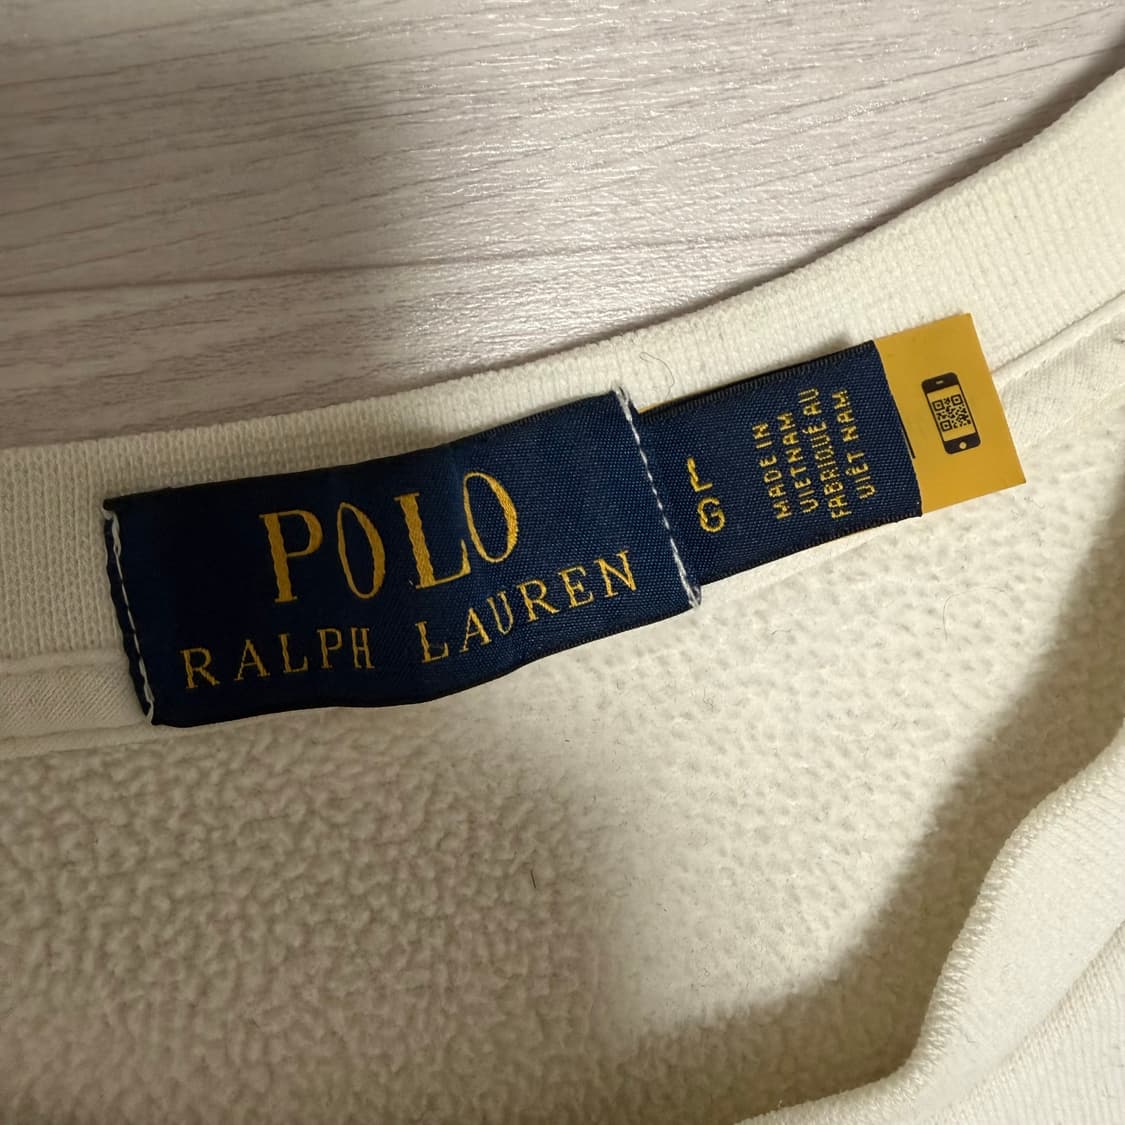 POLO
RALPH LAUREN
L
G
MADE IN
VIETNAM
FABRIQUÉ AU
VIÊT NAM